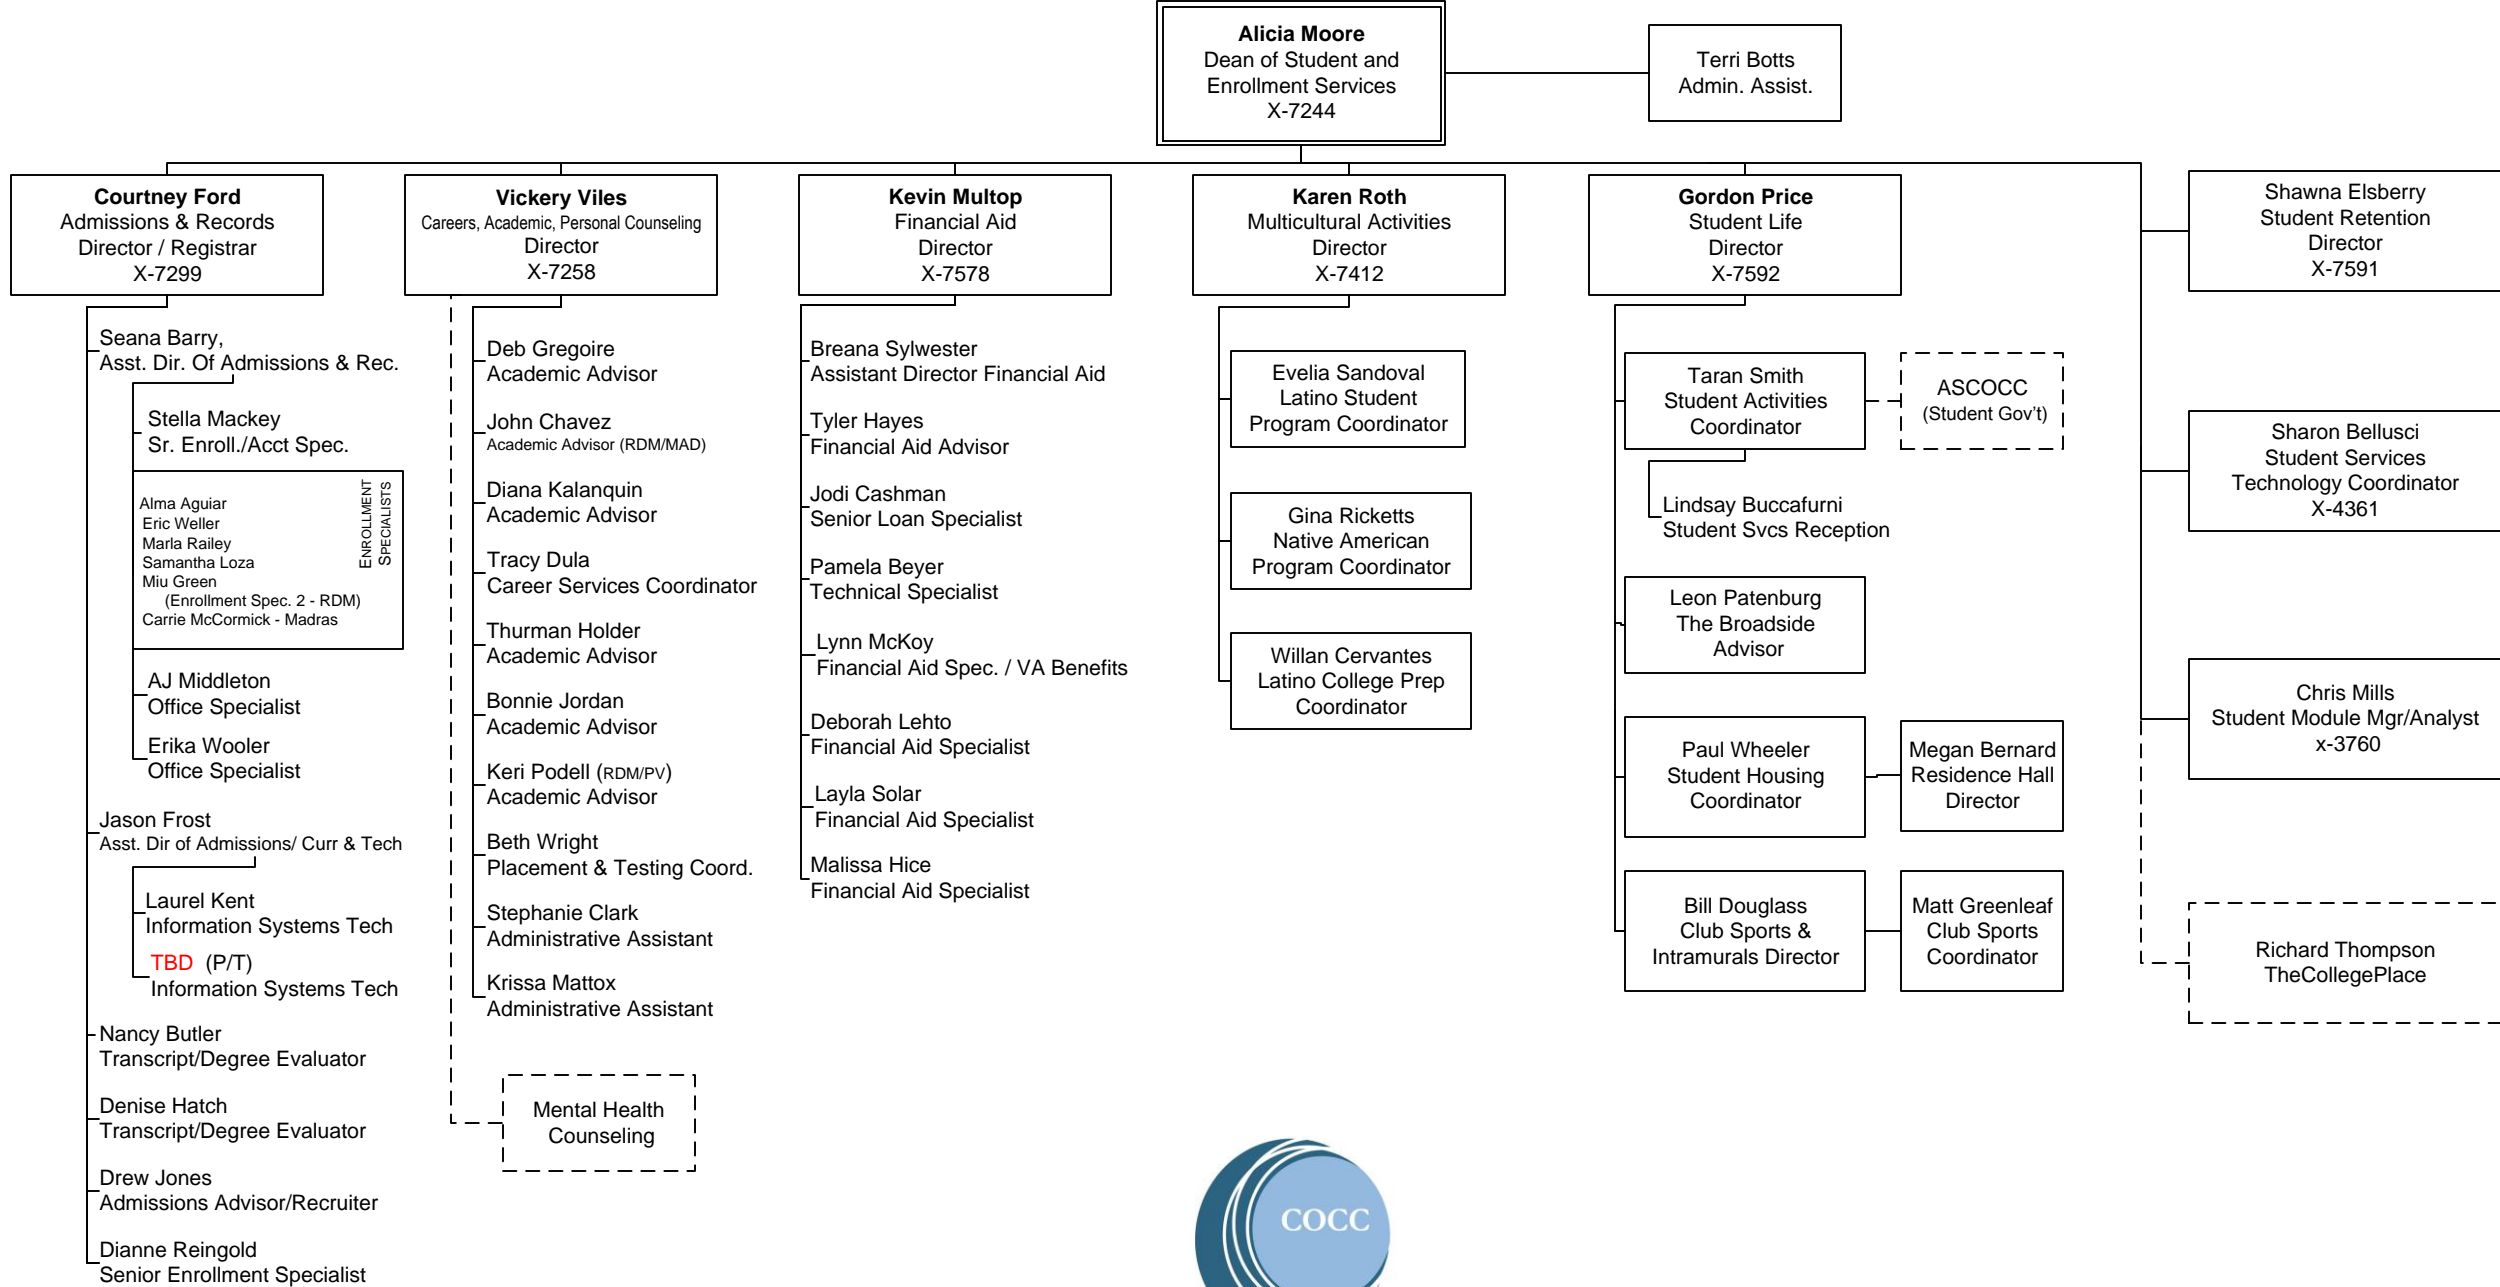 Alicia Moore
Dean of Student and
Enrollment Services
X-7244
Terri Botts
Admin. Assist.
Courtney Ford
Admissions & Records
Director / Registrar
X-7299
Seana Barry,
Asst. Dir. Of Admissions & Rec.
Stella Mackey
Sr. Enroll./Acct Spec.
Alma Aguiar
Eric Weller
Marla Railey
Samantha Loza
Miu Green
(Enrollment Spec. 2 - RDM)
Carrie McCormick - Madras
ENROLLMENT
SPECIALISTS
AJ Middleton
Office Specialist
Erika Wooler
Office Specialist
Jason Frost
Asst. Dir of Admissions/ Curr & Tech
Laurel Kent
Information Systems Tech
TBD (P/T)
Information Systems Tech
Nancy Butler
Transcript/Degree Evaluator
Denise Hatch
Transcript/Degree Evaluator
Drew Jones
Admissions Advisor/Recruiter
Dianne Reingold
Senior Enrollment Specialist
Vickery Viles
Careers, Academic, Personal Counseling
Director
X-7258
Deb Gregoire
Academic Advisor
John Chavez
Academic Advisor (RDM/MAD)
Diana Kalanquin
Academic Advisor
Tracy Dula
Career Services Coordinator
Thurman Holder
Academic Advisor
Bonnie Jordan
Academic Advisor
Keri Podell (RDM/PV)
Academic Advisor
Beth Wright
Placement & Testing Coord.
Stephanie Clark
Administrative Assistant
Krissa Mattox
Administrative Assistant
Mental Health
Counseling
Kevin Multop
Financial Aid
Director
X-7578
Breana Sylwester
Assistant Director Financial Aid
Tyler Hayes
Financial Aid Advisor
Jodi Cashman
Senior Loan Specialist
Pamela Beyer
Technical Specialist
Lynn McKoy
Financial Aid Spec. / VA Benefits
Deborah Lehto
Financial Aid Specialist
Layla Solar
Financial Aid Specialist
Malissa Hice
Financial Aid Specialist
Karen Roth
Multicultural Activities
Director
X-7412
Evelia Sandoval
Latino Student
Program Coordinator
Gina Ricketts
Native American
Program Coordinator
Willan Cervantes
Latino College Prep
Coordinator
Gordon Price
Student Life
Director
X-7592
Taran Smith
Student Activities
Coordinator
ASCOCC
(Student Gov't)
Lindsay Buccafurni
Student Svcs Reception
Leon Patenburg
The Broadside
Advisor
Paul Wheeler
Student Housing
Coordinator
Megan Bernard
Residence Hall
Director
Bill Douglass
Club Sports &
Intramurals Director
Matt Greenleaf
Club Sports
Coordinator
Shawna Elsberry
Student Retention
Director
X-7591
Sharon Bellusci
Student Services
Technology Coordinator
X-4361
Chris Mills
Student Module Mgr/Analyst
x-3760
Richard Thompson
TheCollegePlace
COCC